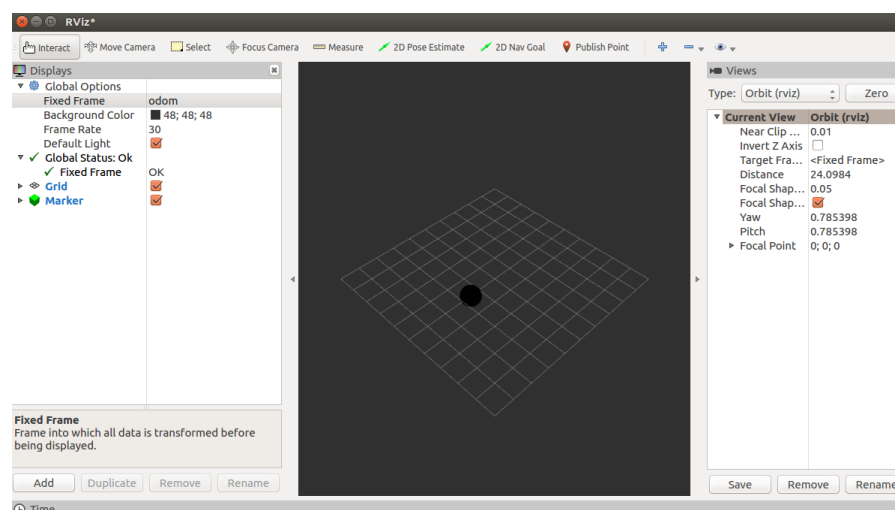 RViz*
Interact Move Camera Select Focus Camera Measure 2D Pose Estimate 2D Nav Goal Publish Point
Displays
Global Options
Fixed Frame odom
Background Color 48; 48; 48
Frame Rate 30
Default Light
Global Status: Ok
Fixed Frame OK
Grid
Marker
Fixed Frame
Frame into which all data is transformed before
being displayed.
Add Duplicate Remove Rename
Time
Views
Type: Orbit (rviz) Zero
Current View Orbit (rviz)
Near Clip ... 0.01
Invert Z Axis
Target Fra... <Fixed Frame>
Distance 24.0984
Focal Shap... 0.05
Focal Shap...
Yaw 0.785398
Pitch 0.785398
Focal Point 0; 0; 0
Save Remove Rename